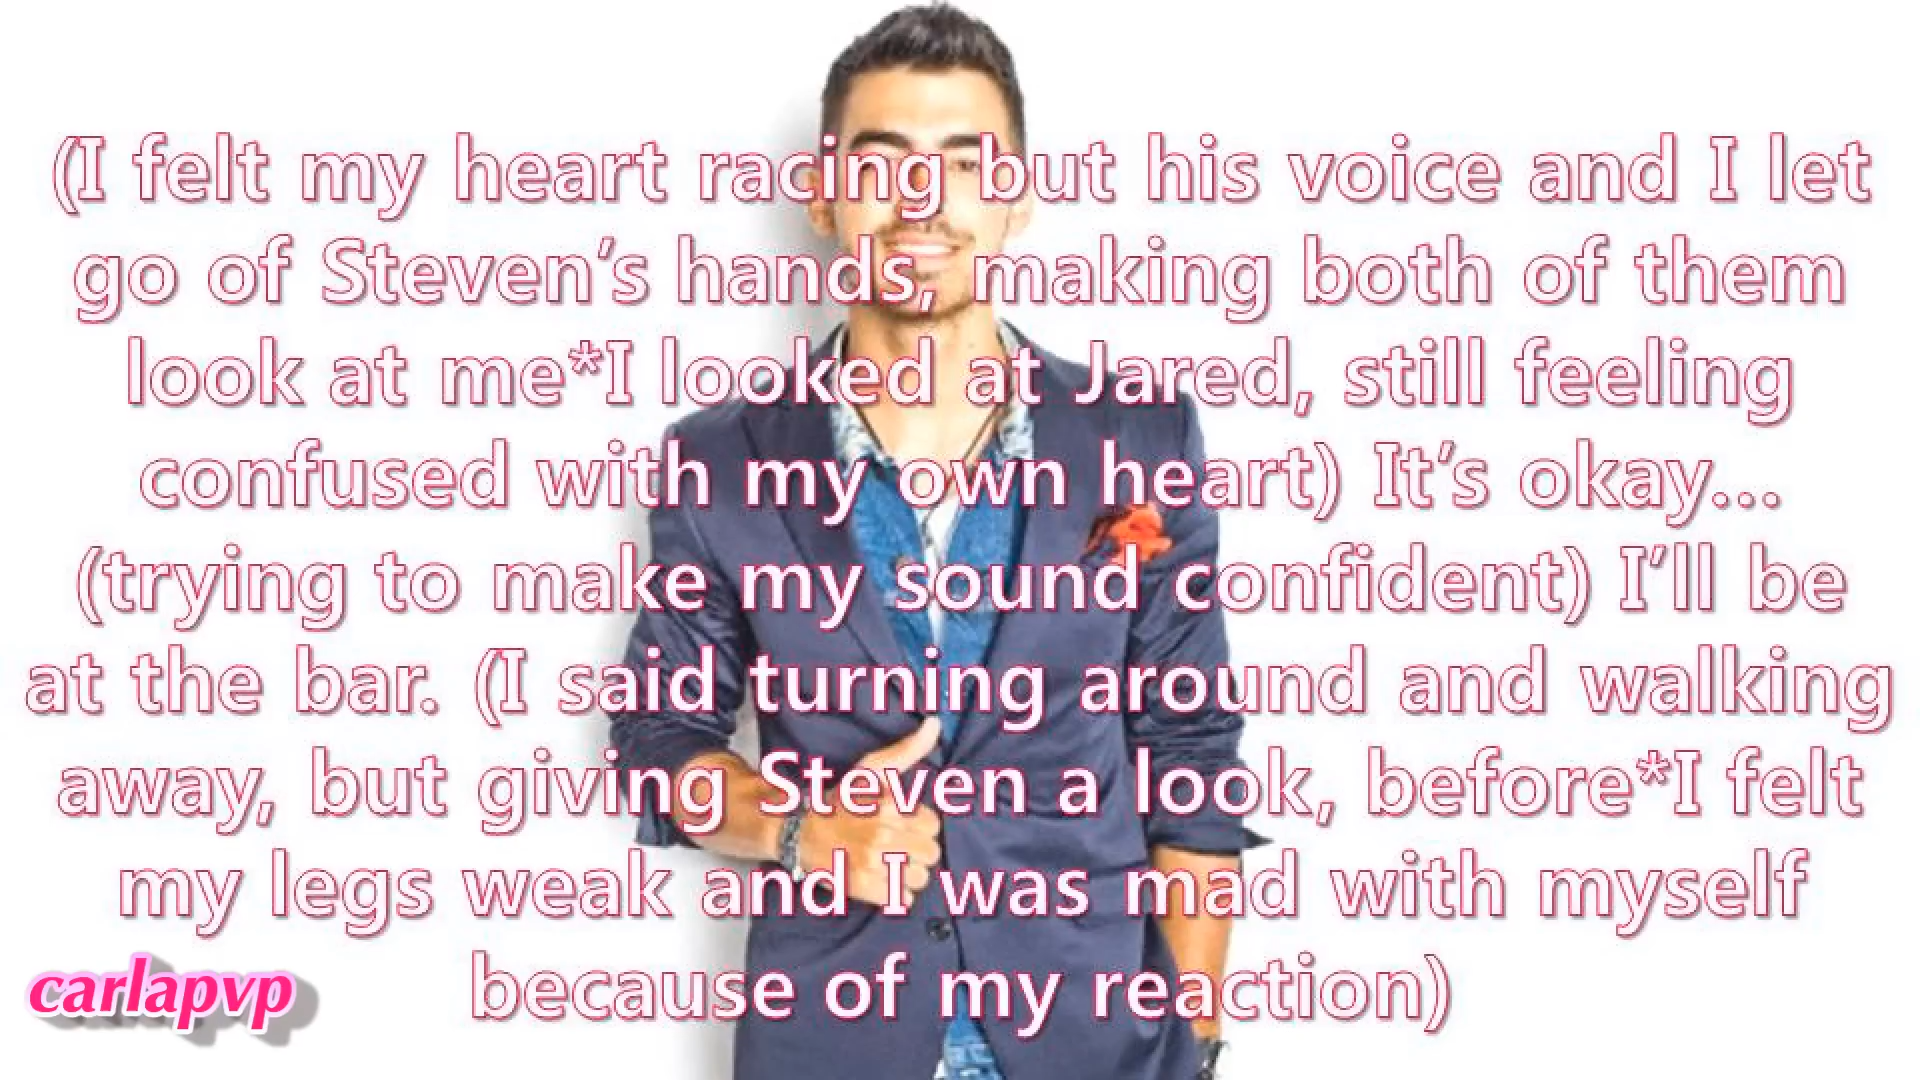 (I felt my heart racing but his voice and I let
go of Steven’s hands, making both of them
look at me*I looked at Jared, still feeling
confused with my own heart) It’s okay...
(trying to make my sound confident) I’ll be
at the bar. (I said turning around and walking
away, but giving Steven a look, before*I felt
my legs weak and I was mad with myself
because of my reaction)
carlapvp